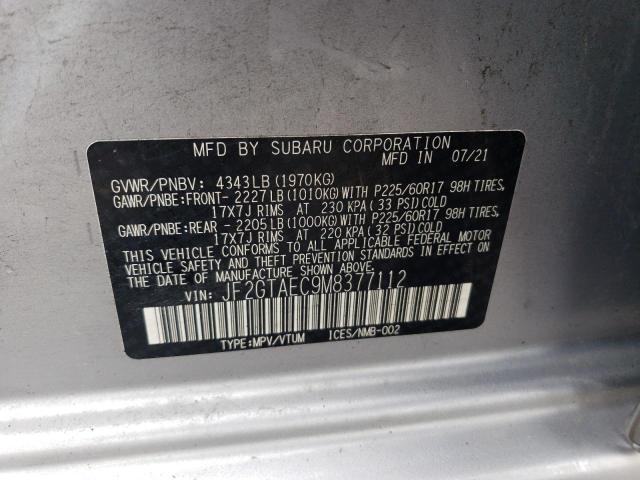 MFD BY SUBARU CORPORATION
MFD IN 07/21
GVWR/PNBV: 4343LB(1970KG)
GAWR/PNBE:FRONT- 2227LB(1010KG)WITH P225/60R17 98H TIRES,
17X7J RIMS AT 230 KPA(33 PSI)COLD
GAWR/PNBE:REAR - 2205LB(1000KG)WITH P225/60R17 98H TIRES,
17X7J RIMS AT 220 KPA(32 PSI)COLD
THIS VEHICLE CONFORMS TO ALL APPLICABLE FEDERAL MOTOR
VEHICLE SAFETY AND THEFT PREVENTION STANDARDS IN EFFECT ON
THE DATE OF MANUFACTURE SHOWN ABOVE.
VIN: JF2GTAEC9M8377112
TYPE:MPV/VTUM ICES/NMB-002